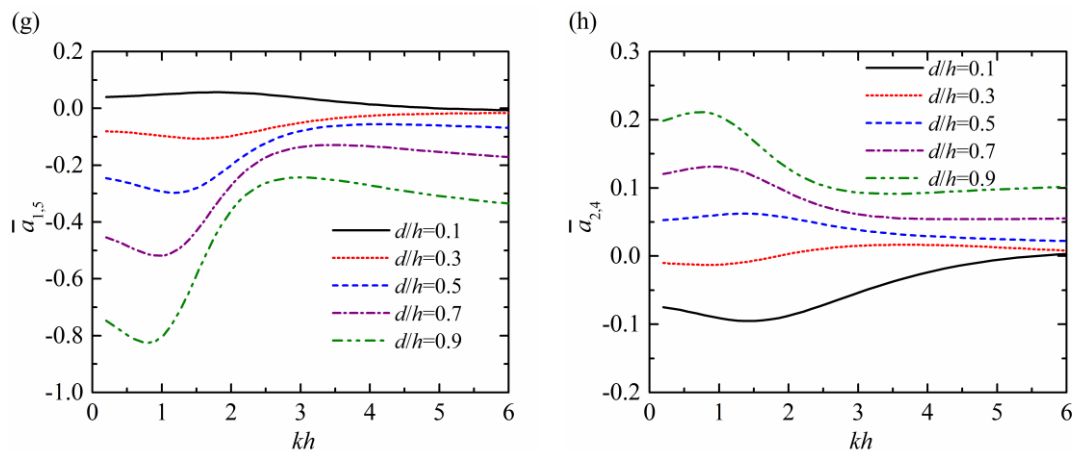 (g)
0.2
0.0
-0.2
-0.4
-0.6
-0.8
-1.0
a̅1,5
0 1 2 3 4 5 6
kh
d/h=0.1
d/h=0.3
d/h=0.5
d/h=0.7
d/h=0.9
(h)
0.3
0.2
0.1
0.0
-0.1
-0.2
a̅2,4
0 1 2 3 4 5 6
kh
d/h=0.1
d/h=0.3
d/h=0.5
d/h=0.7
d/h=0.9